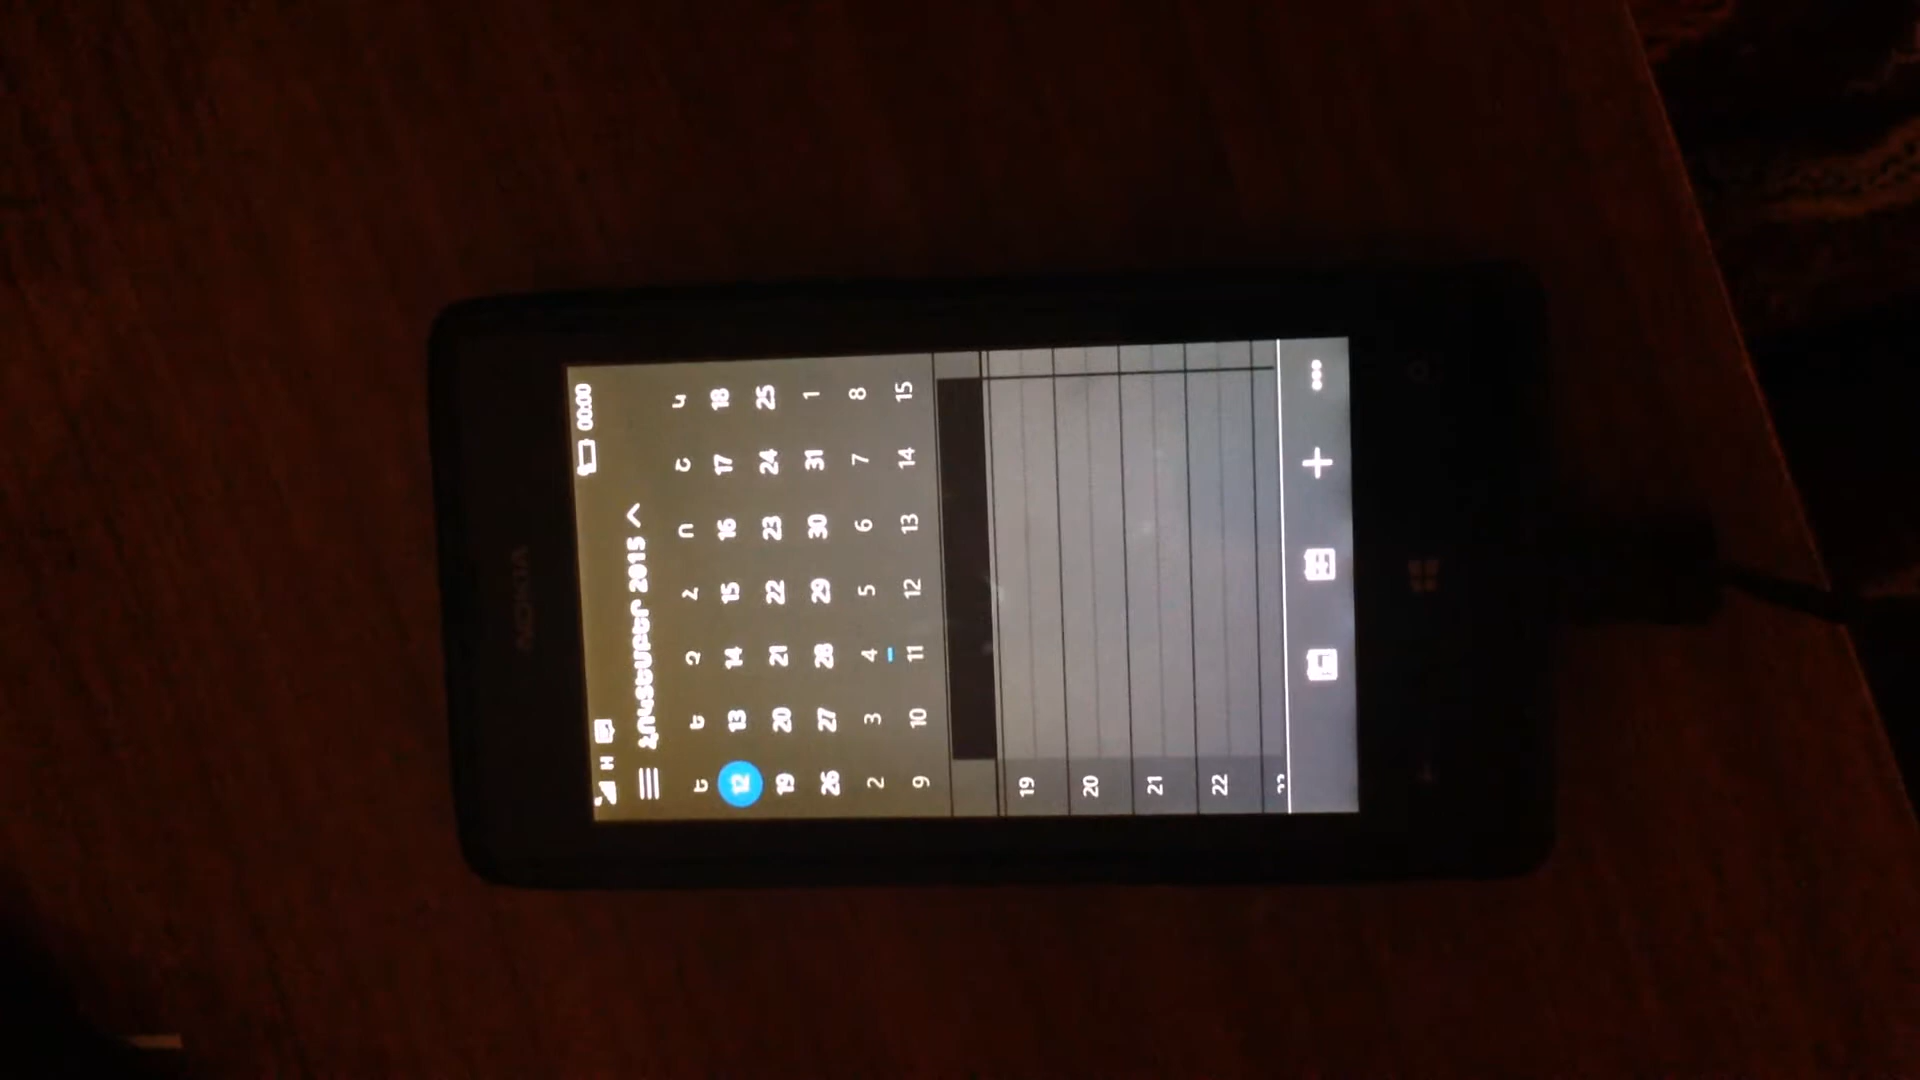 H 00:00
ՀՈԿՏԵՄԲԵՐ 2015
Ե Ե Չ Հ Ո Շ Կ
12 13 14 15 16 17 18
19 20 21 22 23 24 25
26 27 28 29 30 31 1
2 3 4 5 6 7 8
9 10 11 12 13 14 15
19
20
21
22
NOKIA